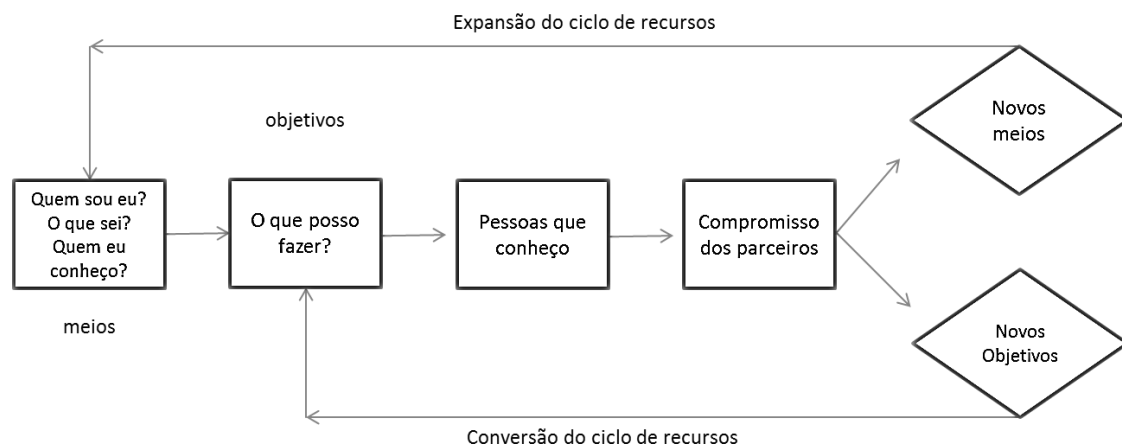 Expansão do ciclo de recursos
Novos
meios
objetivos
Quem sou eu?
O que sei?
Quem eu
conheço?
O que posso
fazer?
Pessoas que
conheço
Compromisso
dos parceiros
meios
Novos
Objetivos
Conversão do ciclo de recursos